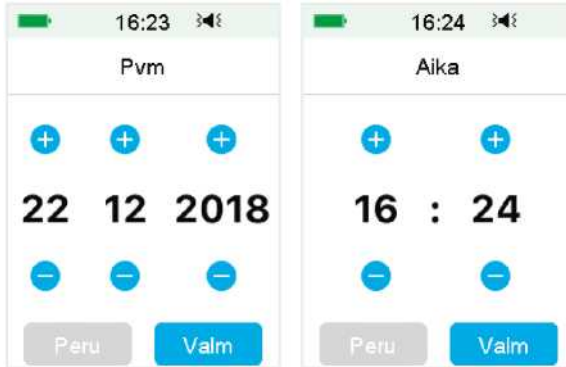 16:23
Pvm
22 12 2018
Peru Valm
16:24
Aika
16 : 24
Peru Valm